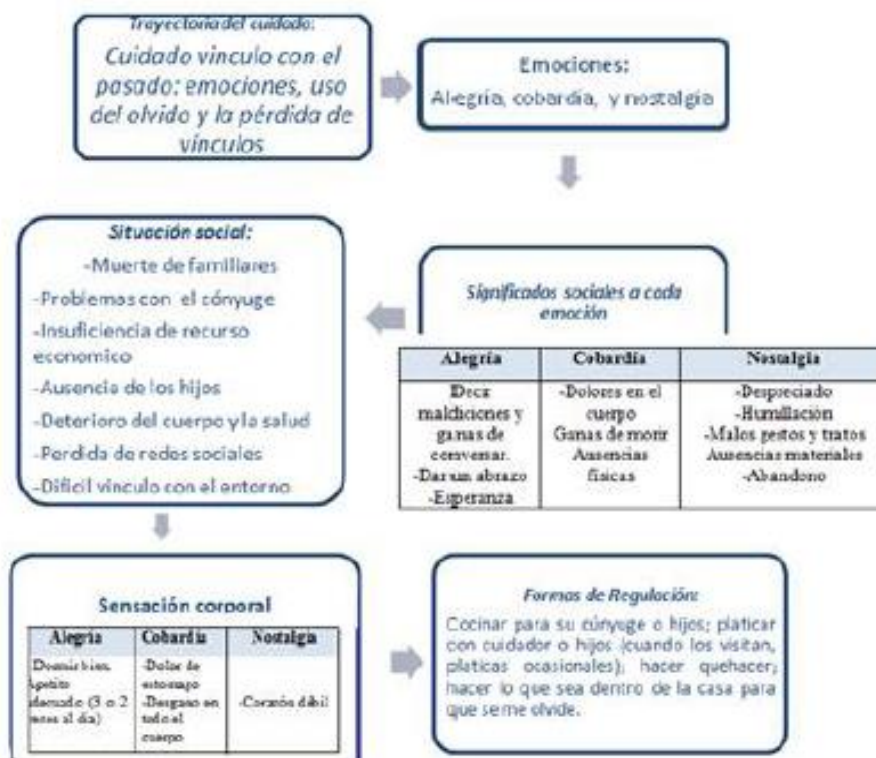 Trayectoria del cuidado:
Cuidado vinculo con el
pasado: emociones, uso
del olvido y la pérdida de
vínculos
Emociones:
Alegría, cobardía, y nostalgia
Significados sociales a cada
emoción
Alegría
Decir
maldiciones y
ganas de
conversar.
-Dar un abrazo
-Esperanza
Cobardía
-Dolores en el
cuerpo
Ganas de morir
Ausencias
físicas
Nostalgia
-Despreciado
-Humillación
-Malos gestos y tratos
Ausencias materiales
-Abandono
Situación social:
-Muerte de familiares
-Problemas con el cónyuge
-Insuficiencia de recurso
economico
-Ausencia de los hijos
-Deterioro del cuerpo y la salud
-Perdida de redes sociales
-Dificil vinculo con el entorno
Sensación corporal
Alegría
Dormir bien.
(3 o 2
al día)
Cobardía
-Dolor de
estomago
-Desgano en
todo el
cuerpo
Nostalgia
-Corazón débil
Formas de Regulación:
Cocinar para su cónyuge o hijos; platicar
con cuidador o hijos (cuando los visitan,
platicas ocasionales); hacer quehacer;
hacer lo que sea dentro de la casa para
que se me olvide.